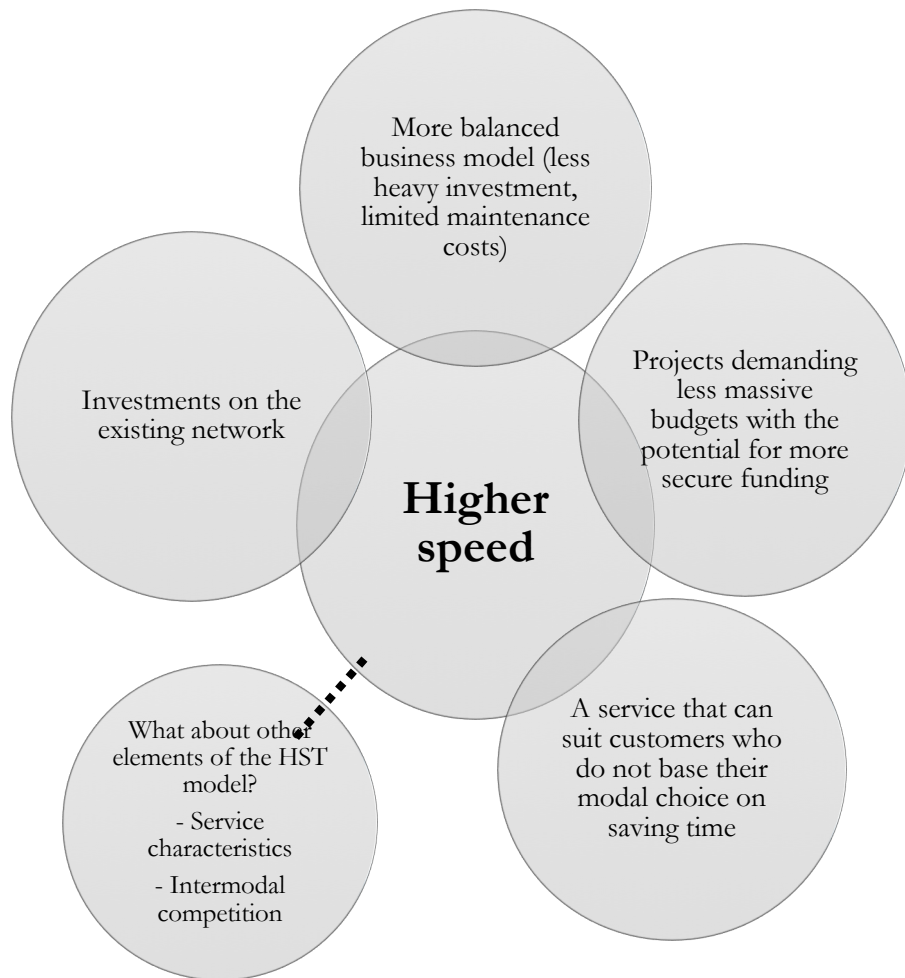 More balanced
business model (less
heavy investment,
limited maintenance
costs)
Investments on the
existing network
Projects demanding
less massive
budgets with the
potential for more
secure funding
Higher
speed
What about other
elements of the HST
model?
- Service
characteristics
- Intermodal
competition
A service that can
suit customers who
do not base their
modal choice on
saving time